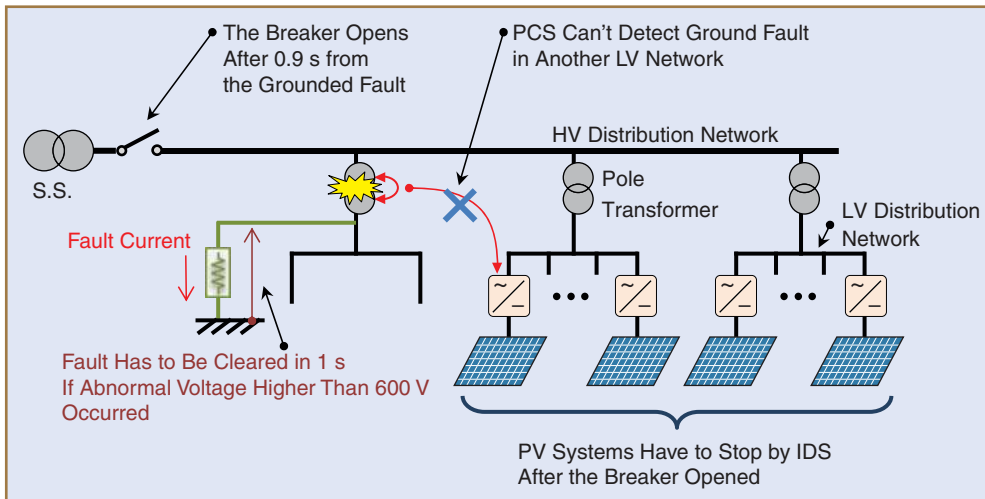 The Breaker Opens
After 0.9 s from
the Grounded Fault
PCS Can't Detect Ground Fault
in Another LV Network
HV Distribution Network
S.S.
Pole
Transformer
LV Distribution
Network
Fault Current
Fault Has to Be Cleared in 1 s
If Abnormal Voltage Higher Than 600 V
Occurred
PV Systems Have to Stop by IDS
After the Breaker Opened